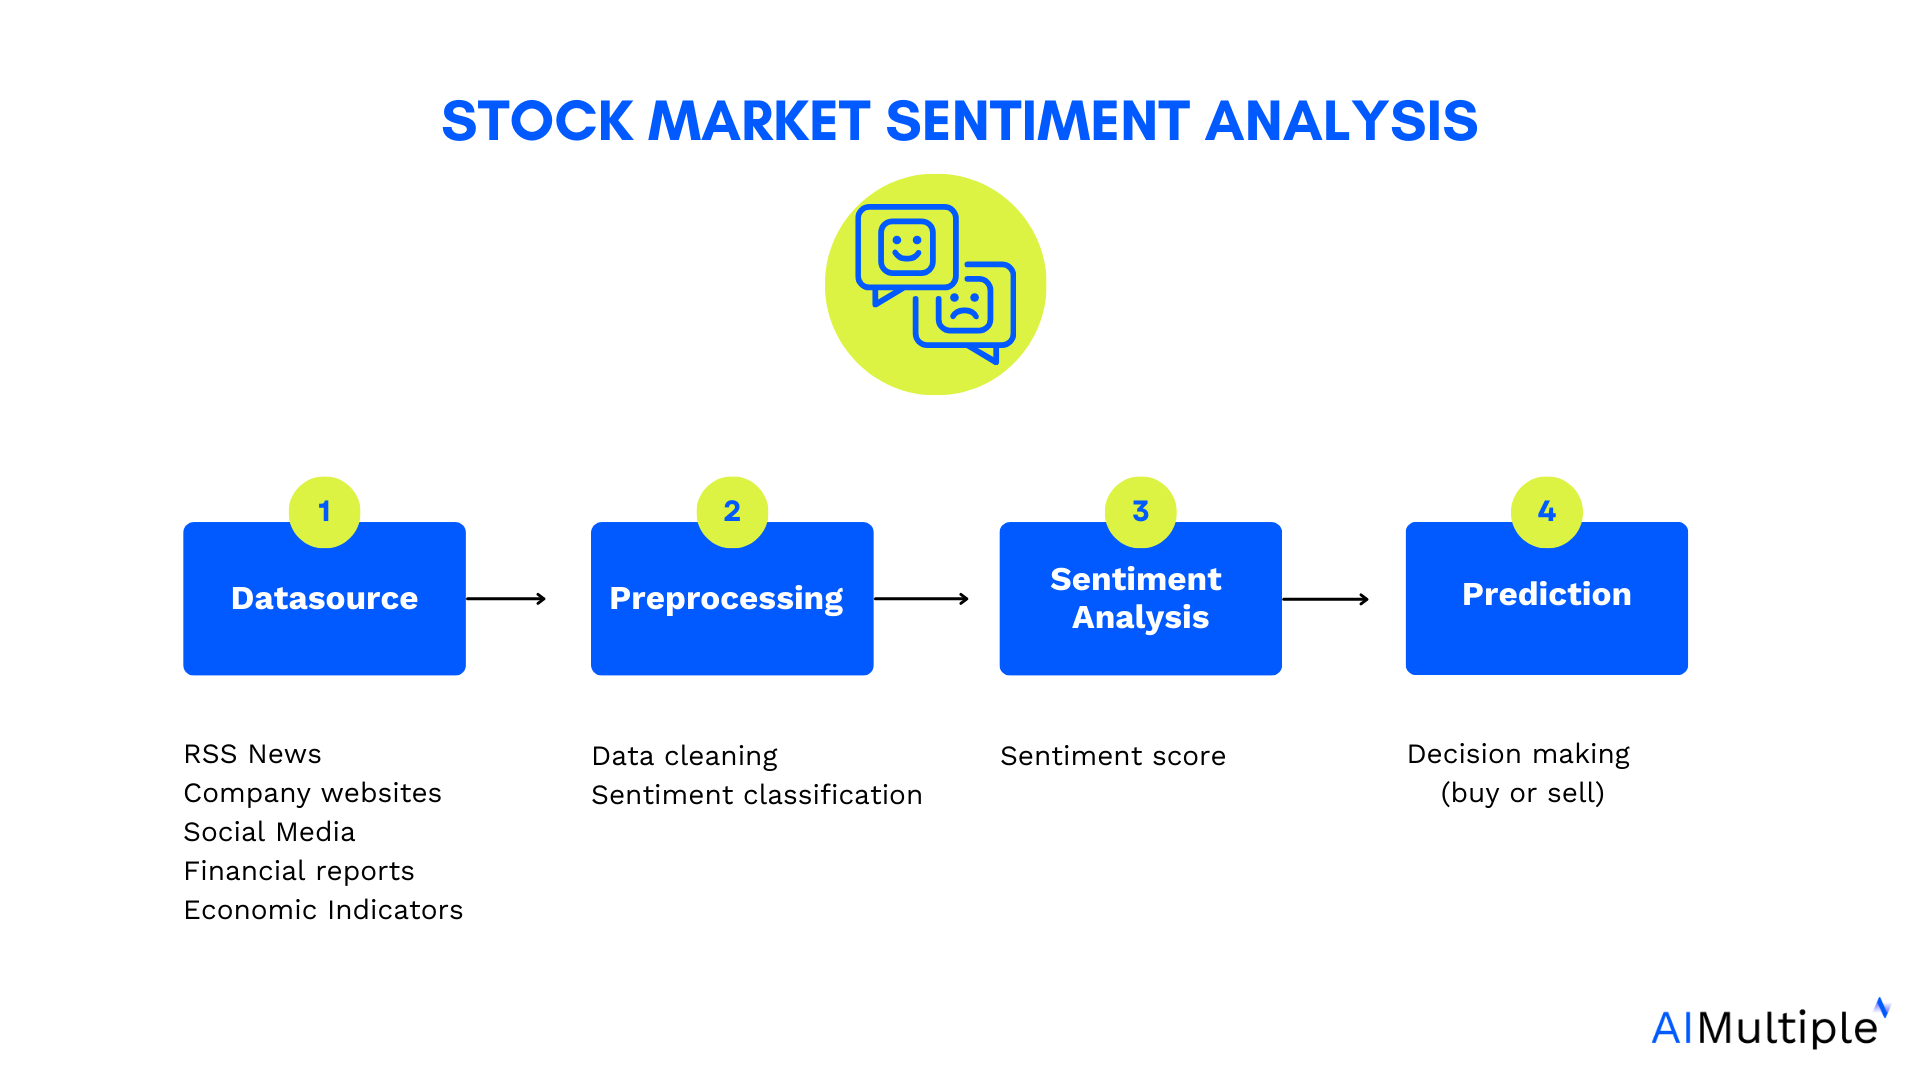 STOCK MARKET SENTIMENT ANALYSIS
1
Datasource
RSS News
Company websites
Social Media
Financial reports
Economic Indicators
2
Preprocessing
Data cleaning
Sentiment classification
3
Sentiment
Analysis
Sentiment score
4
Prediction
Decision making
(buy or sell)
AIMultiple